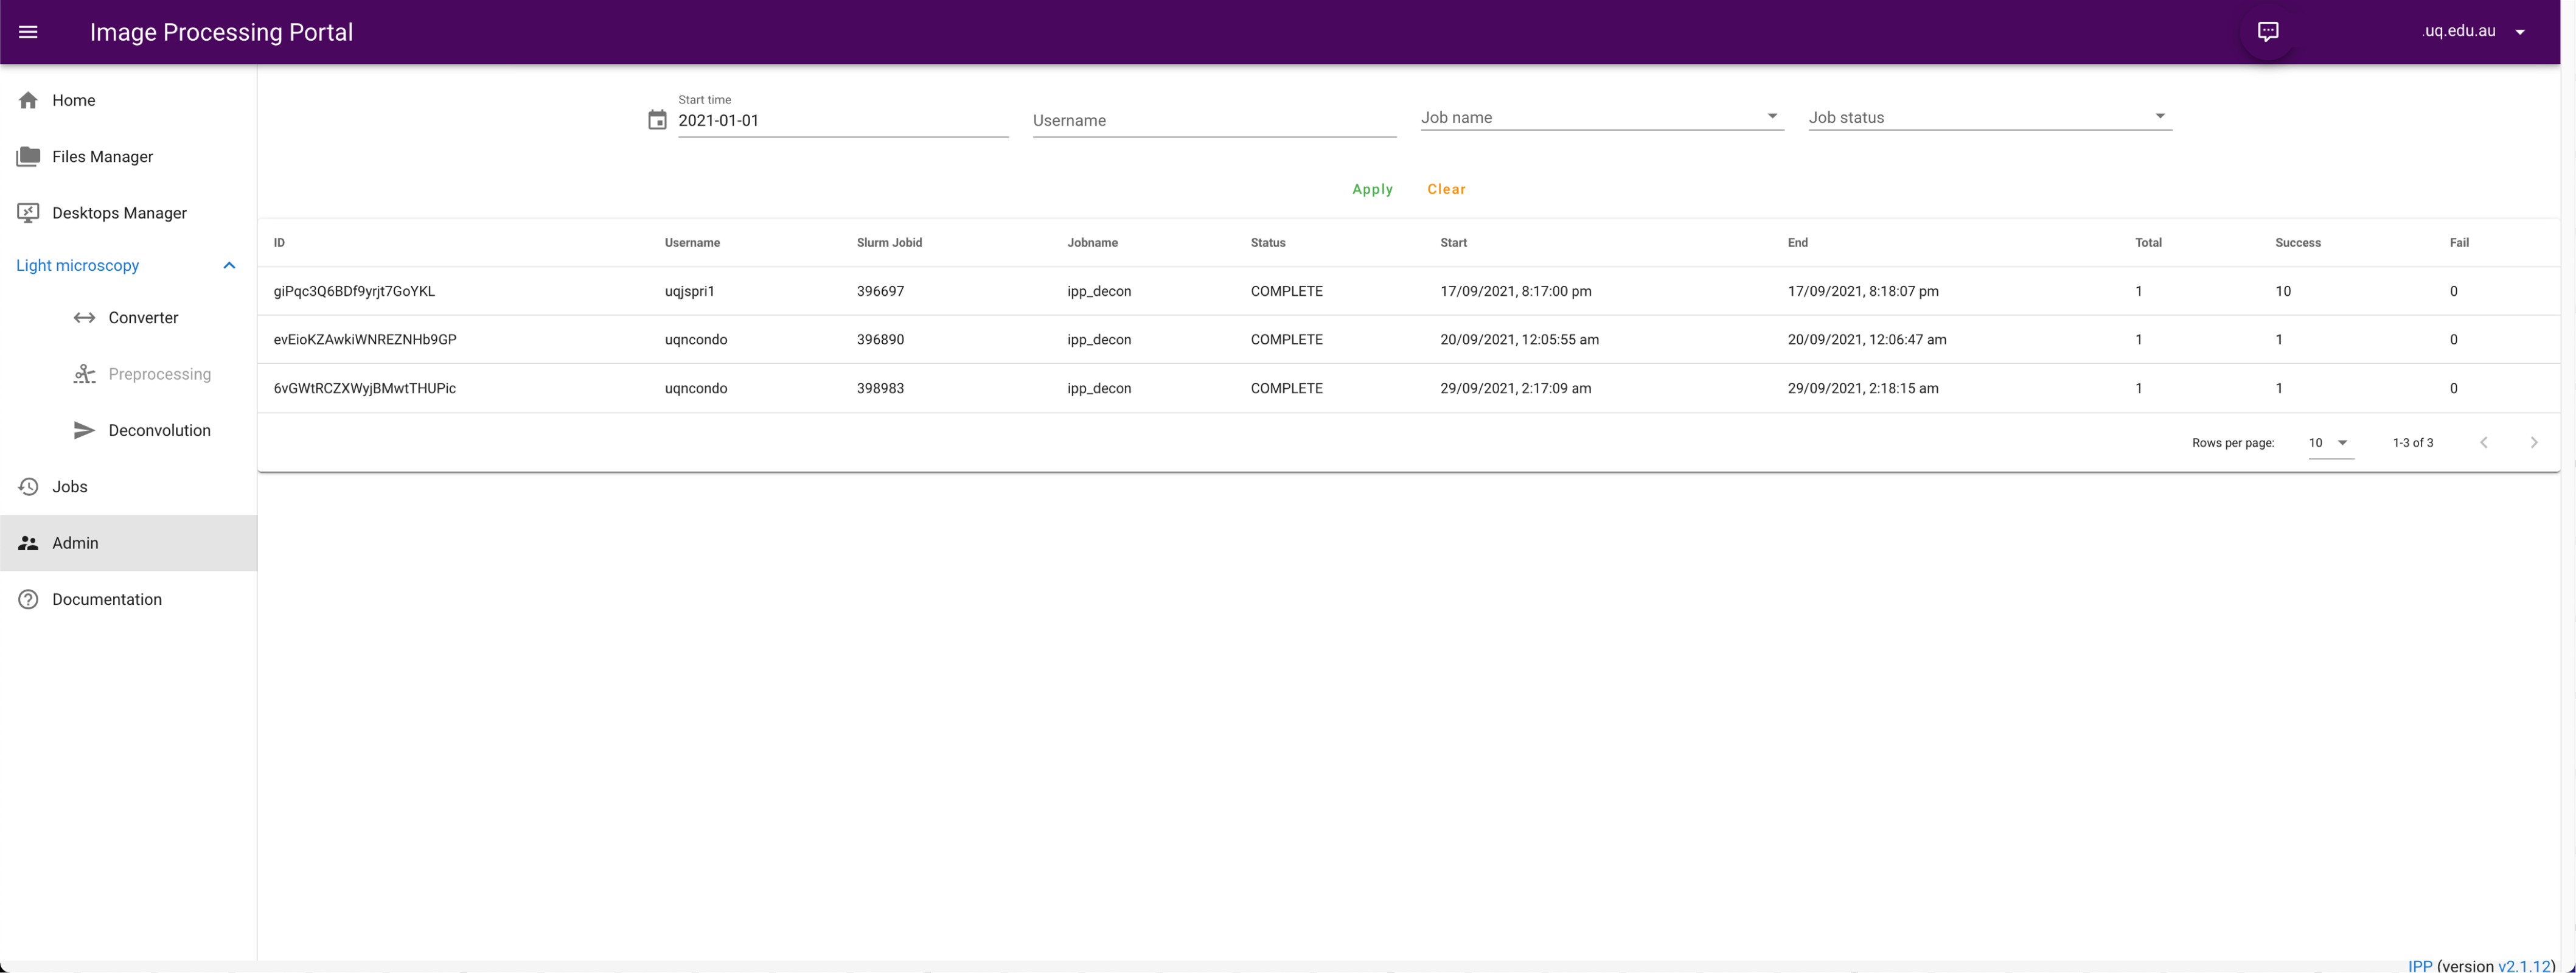 Image Processing Portal
.uq.edu.au
Home
Files Manager
Desktops Manager
Light microscopy
Converter
Preprocessing
Deconvolution
Jobs
Admin
Documentation
Start time
2021-01-01 Username Job name Job status
Apply Clear
ID Username Slurm Jobid Jobname Status Start End Total Success Fail
giPqc3Q6BDf9yrjt7GoYKL uqjspri1 396697 ipp_decon COMPLETE 17/09/2021, 8:17:00 pm 17/09/2021, 8:18:07 pm 1 10 0
evEioKZAwkiWNREZNHb9GP uqncondo 396890 ipp_decon COMPLETE 20/09/2021, 12:05:55 am 20/09/2021, 12:06:47 am 1 1 0
6vGWtRCZXWyjBMwtTHUPic uqncondo 398983 ipp_decon COMPLETE 29/09/2021, 2:17:09 am 29/09/2021, 2:18:15 am 1 1 0
Rows per page: 10 1-3 of 3
IPP (version v2.1.12)